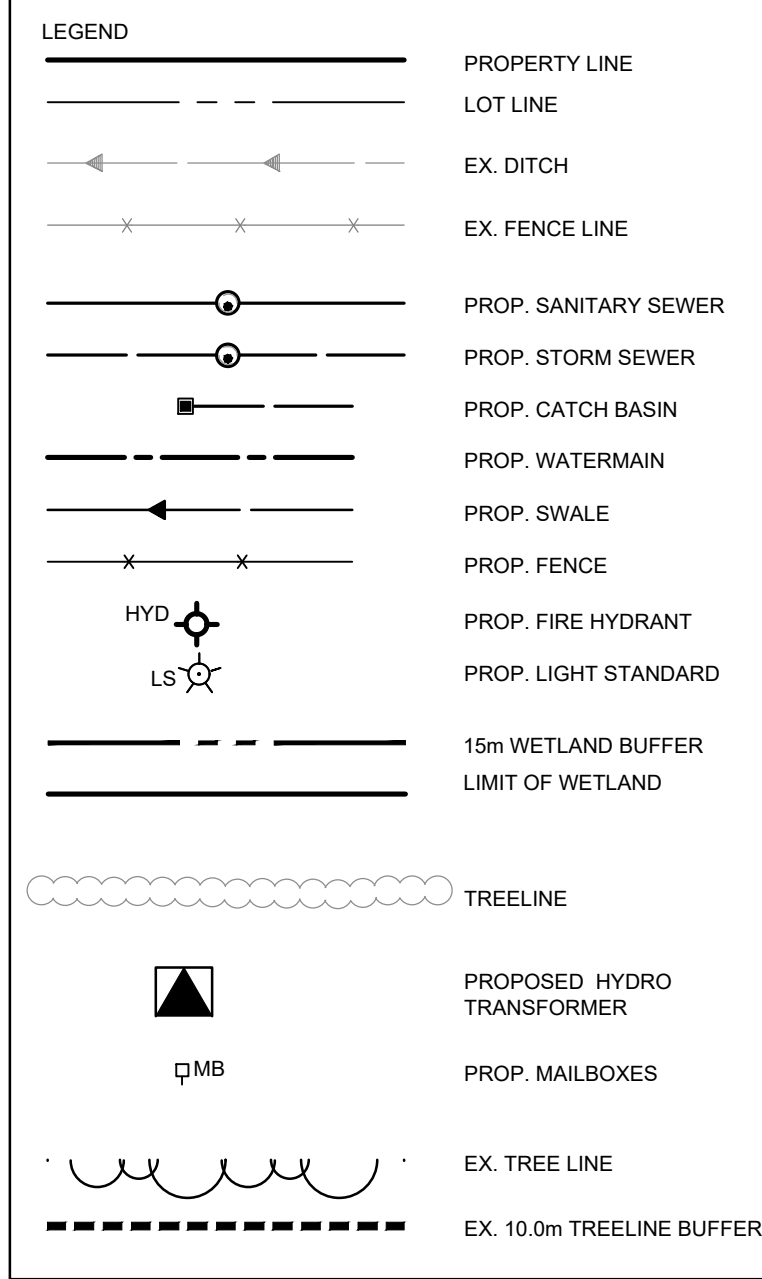 LEGEND
PROPERTY LINE
LOT LINE
EX. DITCH
EX. FENCE LINE
PROP. SANITARY SEWER
PROP. STORM SEWER
PROP. CATCH BASIN
PROP. WATERMAIN
PROP. SWALE
PROP. FENCE
HYD PROP. FIRE HYDRANT
LS PROP. LIGHT STANDARD
15m WETLAND BUFFER
LIMIT OF WETLAND
TREELINE
PROPOSED HYDRO
TRANSFORMER
MB PROP. MAILBOXES
EX. TREE LINE
EX. 10.0m TREELINE BUFFER